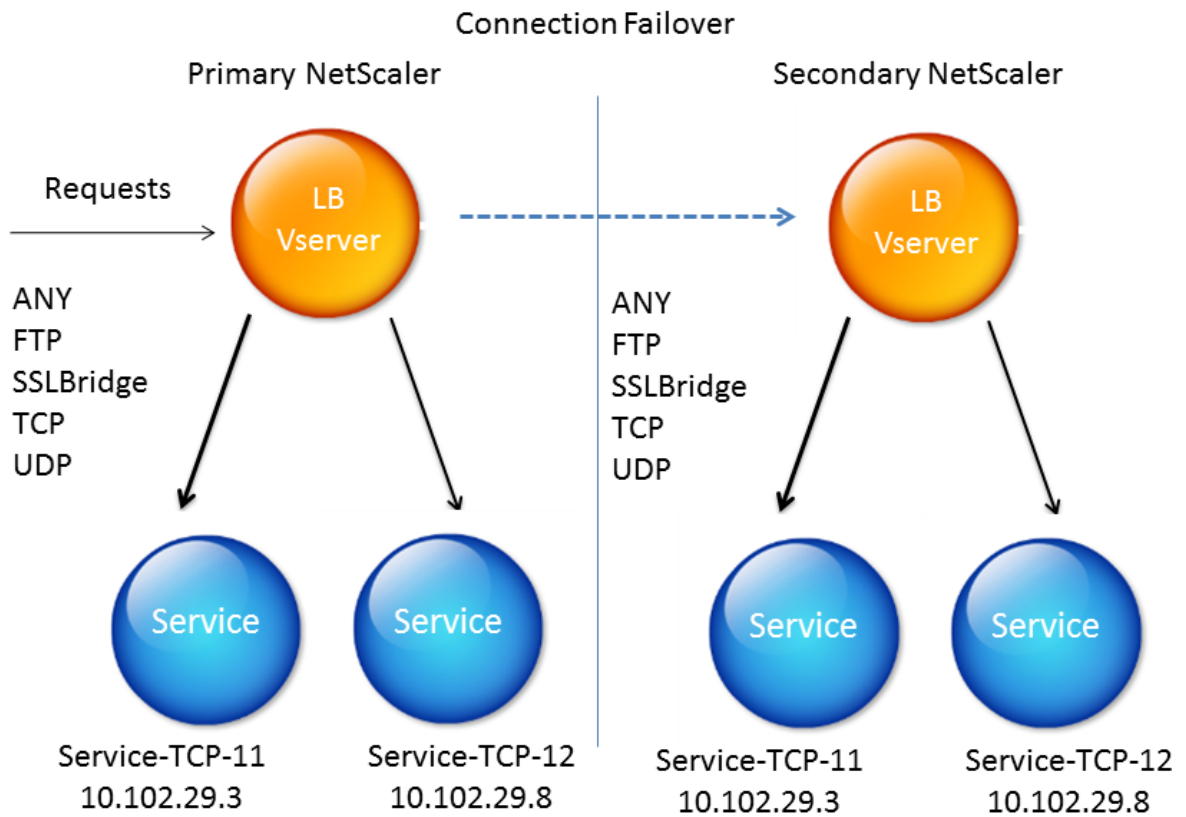 Connection Failover
Primary NetScaler
Secondary NetScaler
Requests
LB
Vserver
ANY
FTP
SSLBridge
TCP
UDP
Service
Service
Service-TCP-11
10.102.29.3
Service-TCP-12
10.102.29.8
LB
Vserver
ANY
FTP
SSLBridge
TCP
UDP
Service
Service
Service-TCP-11
10.102.29.3
Service-TCP-12
10.102.29.8